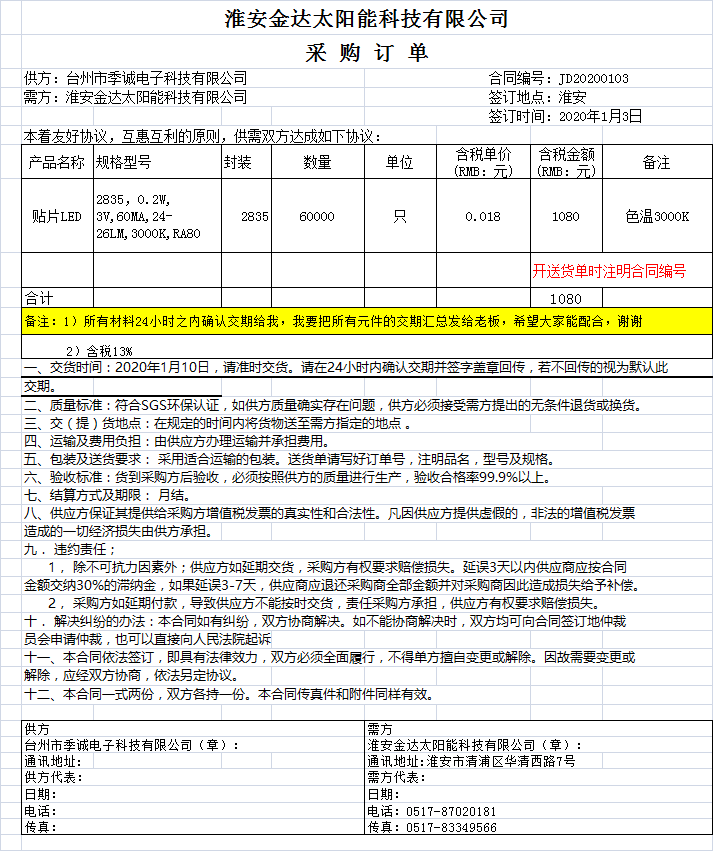 淮安金达太阳能科技有限公司
采 购 订 单
供方：台州市季诚电子科技有限公司 合同编号：JD20200103
需方：淮安金达太阳能科技有限公司 签订地点：淮安
签订时间：2020年1月3日
本着友好协议，互惠互利的原则，供需双方达成如下协议：
产品名称 规格型号 封装 数量 单位 含税单价(RMB：元) 含税金额(RMB：元) 备注
贴片LED 2835，0.2W,3V,60MA,24-26LM,3000K,RA80 2835 60000 只 0.018 1080 色温3000K
开送货单时注明合同编号
合计 1080
备注：1）所有材料24小时之内确认交期给我，我要把所有元件的交期汇总发给老板，希望大家能配合，谢谢
2）含税13%
一、交货时间：2020年1月10日，请准时交货。请在24小时内确认交期并签字盖章回传，若不回传的视为默认此
交期。
二、质量标准：符合SGS环保认证，如供方质量确实存在问题，供方必须接受需方提出的无条件退货或换货。
三、交（提）货地点：在规定的时间内将货物送至需方指定的地点 。
四、运输及费用负担：由供应方办理运输并承担费用。
五、包装及送货要求： 采用适合运输的包装。送货单请写好订单号，注明品名，型号及规格。
六、验收标准：货到采购方后验收，必须按照供方的质量进行生产，验收合格率99.9%以上。
七、结算方式及期限： 月结。
八、供应方保证其提供给采购方增值税发票的真实性和合法性。凡因供应方提供虚假的，非法的增值税发票
造成的一切经济损失由供方承担。
九 . 违约责任；
1， 除不可抗力因素外；供应方如延期交货，采购方有权要求赔偿损失。延误3天以内供应商应按合同
金额交纳30%的滞纳金，如果延误3-7天，供应商应退还采购商全部金额并对采购商因此造成损失给予补偿。
2， 采购方如延期付款，导致供应方不能按时交货，责任采购方承担，供应方有权要求赔偿损失。
十 . 解决纠纷的办法：本合同如有纠纷，双方协商解决。如不能协商解决时，双方均可向合同签订地仲裁
员会申请仲裁，也可以直接向人民法院起诉
十一、本合同依法签订，即具有法律效力，双方必须全面履行，不得单方擅自变更或解除。因故需要变更或
解除，应经双方协商，依法另定协议。
十二、本合同一式两份，双方各持一份。本合同传真件和附件同样有效。
供方 需方
台州市季诚电子科技有限公司（章）： 淮安金达太阳能科技有限公司（章）：
通讯地址： 通讯地址:淮安市清浦区华清西路7号
供方代表： 需方代表：
日期： 日期：
电话： 电话：0517-87020181
传真： 传真：0517-83349566